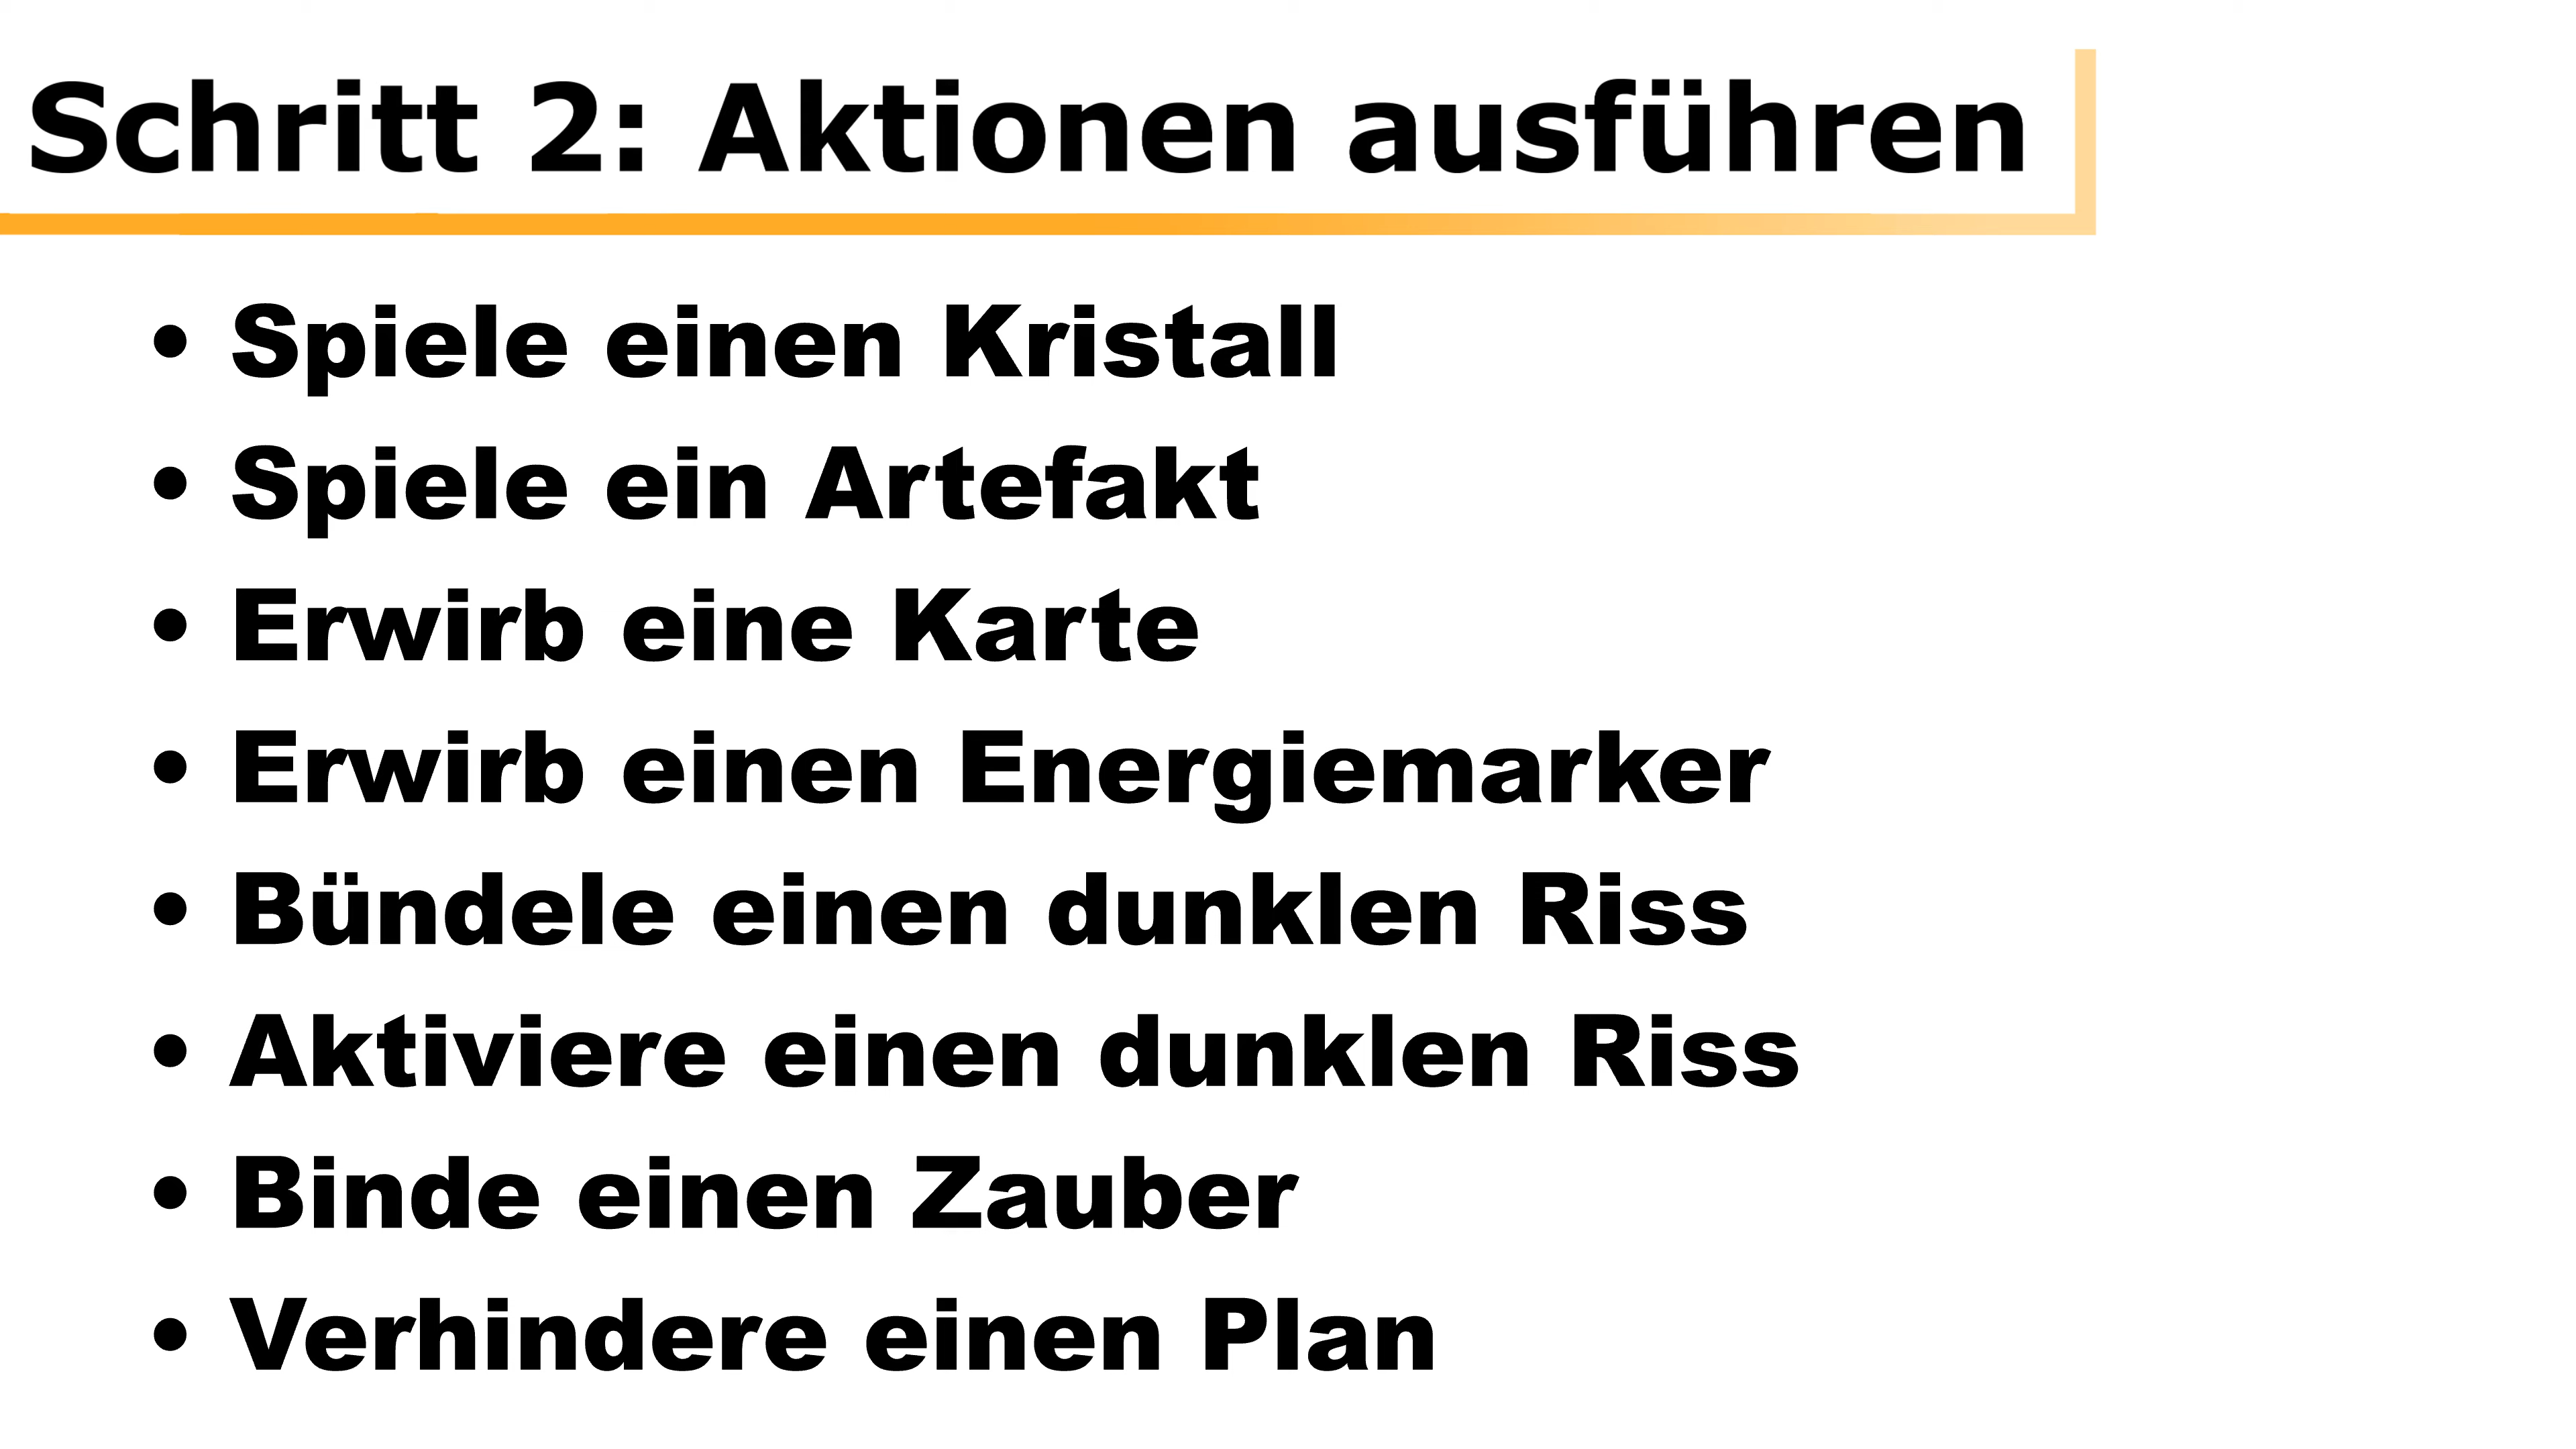 Schritt 2: Aktionen ausführen
• Spiele einen Kristall
• Spiele ein Artefakt
• Erwirb eine Karte
• Erwirb einen Energiemarker
• Bündele einen dunklen Riss
• Aktiviere einen dunklen Riss
• Binde einen Zauber
• Verhindere einen Plan